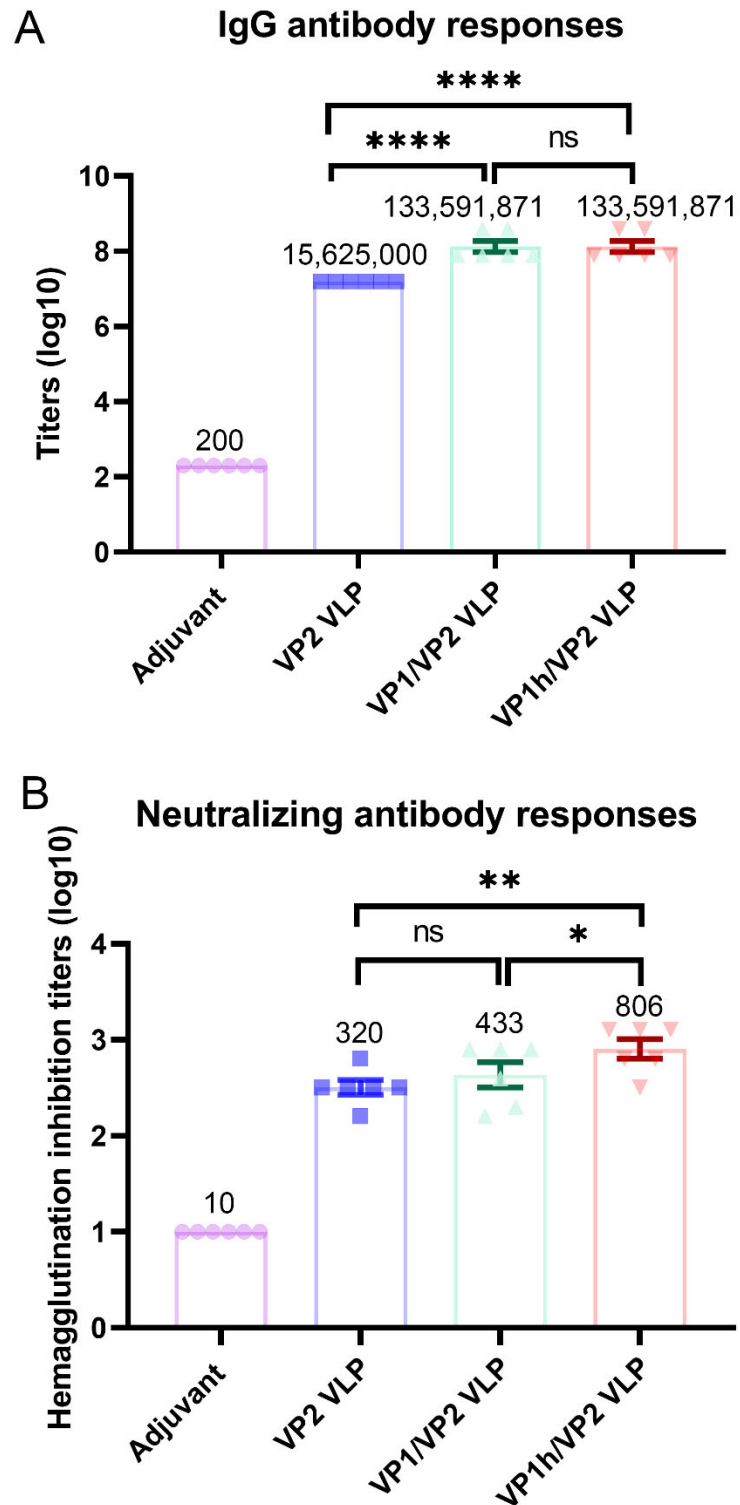 A
IgG antibody responses
****
****
ns
133,591,871
133,591,871
15,625,000
200
10
8
6
4
2
0
Titers (log10)
Adjuvant
VP2 VLP
VP1/VP2 VLP
VP1h/VP2 VLP
B
Neutralizing antibody responses
**
ns
*
806
433
320
10
4
3
2
1
0
Hemagglutination inhibition titers (log10)
Adjuvant
VP2 VLP
VP1/VP2 VLP
VP1h/VP2 VLP